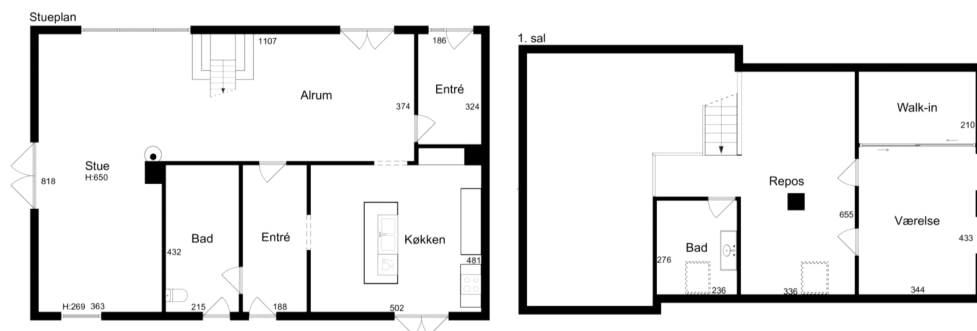 Stueplan
1107
186
Alrum
374
Entré
324
Stue
H:650
818
Bad
432
Entré
Køkken
481
H:269 363
215
188
502
1. sal
Walk-in
210
Repos
655
Værelse
433
Bad
276
236
336
344